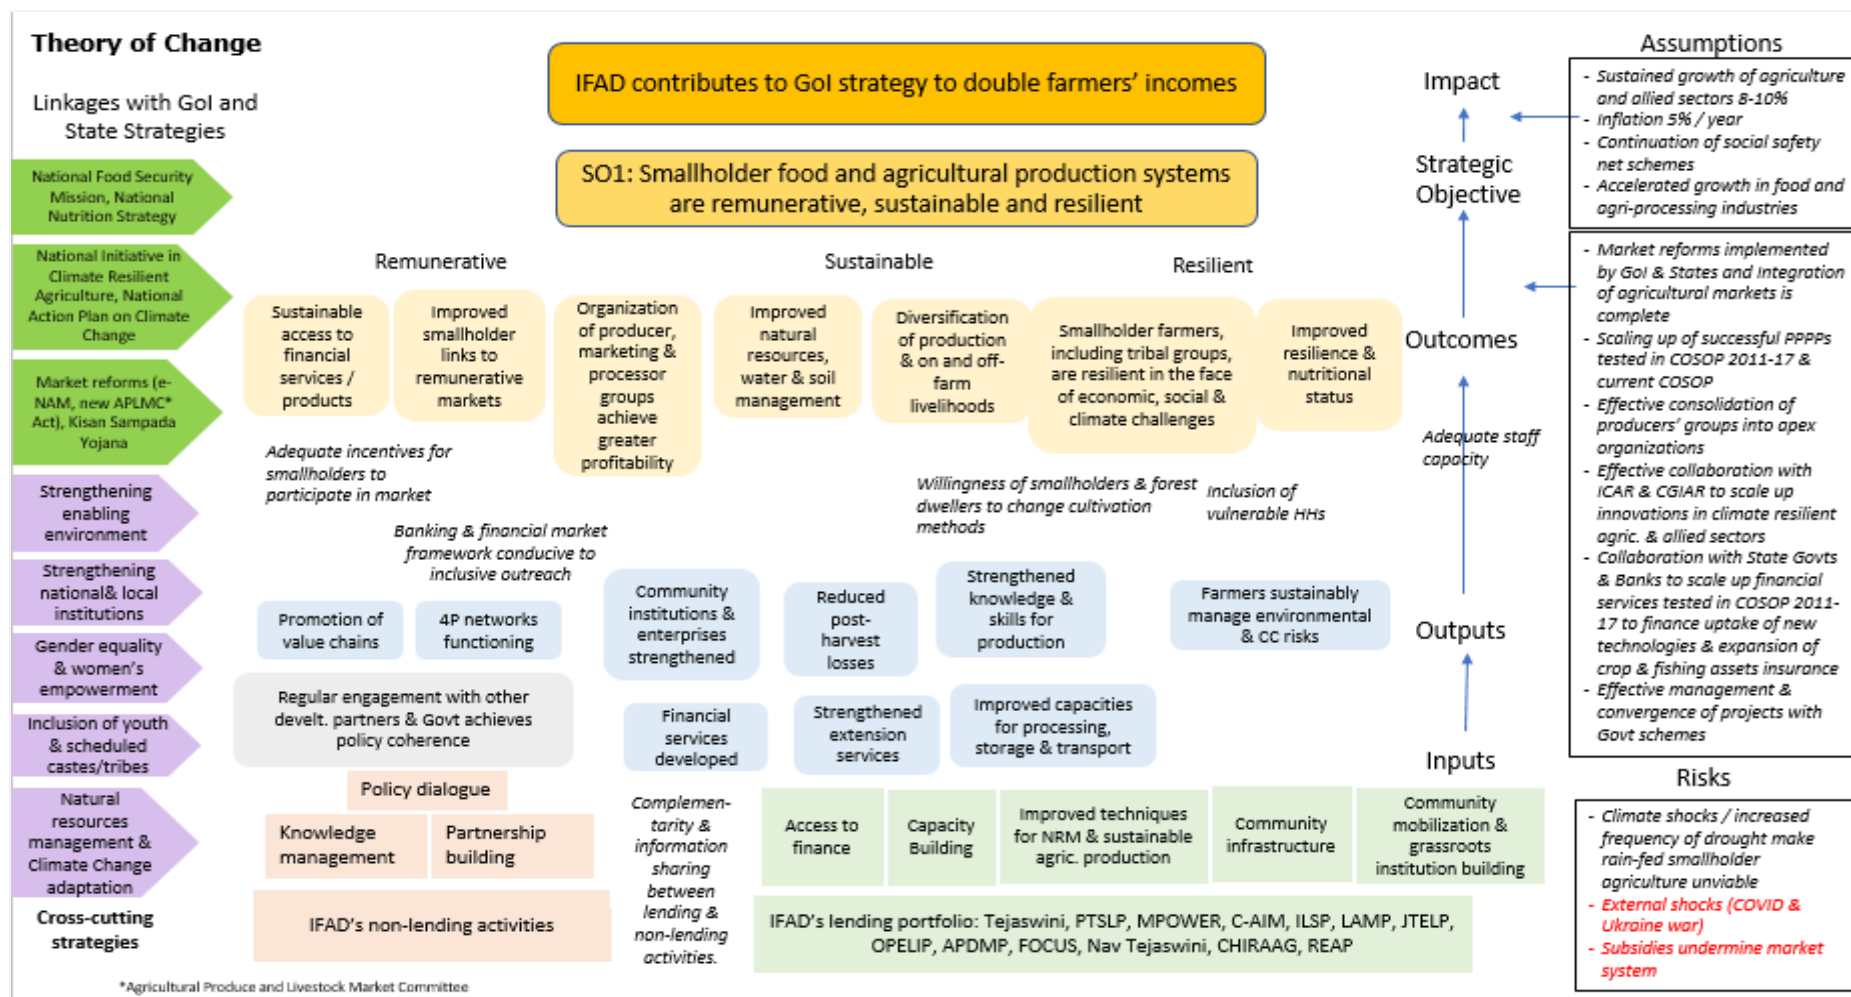 Theory of Change
Linkages with GoI and
State Strategies
National Food Security
Mission, National
Nutrition Strategy
National Initiative in
Climate Resilient
Agriculture, National
Action Plan on Climate
Change
Market reforms (e-
NAM, new APLMC*
Act), Kisan Sampada
Yojana
Strengthening
enabling
environment
Strengthening
national& local
institutions
Gender equality
& women's
empowerment
Inclusion of youth
& scheduled
castes/tribes
Natural
resources
management &
Climate Change
adaptation
Cross-cutting
strategies
*Agricultural Produce and Livestock Market Committee
IFAD contributes to GoI strategy to double farmers' incomes
SO1: Smallholder food and agricultural production systems
are remunerative, sustainable and resilient
Remunerative
Sustainable
Resilient
Sustainable
access to
financial
services /
products
Improved
smallholder
links to
remunerative
markets
Organization
of producer,
marketing &
processor
groups
achieve
greater
profitability
Improved
natural
resources,
water & soil
management
Diversification
of production
& on and off-
farm
livelihoods
Smallholder farmers,
including tribal groups,
are resilient in the face
of economic, social &
climate challenges
Improved
resilience &
nutritional
status
Adequate incentives for
smallholders to
participate in market
Banking & financial market
framework conducive to
inclusive outreach
Willingness of smallholders & forest
dwellers to change cultivation
methods
Inclusion of
vulnerable HHs
Adequate staff
capacity
Promotion of
value chains
4P networks
functioning
Community
institutions &
enterprises
strengthened
Reduced
post-
harvest
losses
Strengthened
knowledge &
skills for
production
Farmers sustainably
manage environmental
& CC risks
Regular engagement with other
develt. partners & Govt achieves
policy coherence
Financial
services
developed
Strengthened
extension
services
Improved capacities
for processing,
storage & transport
Policy dialogue
Knowledge
management
Partnership
building
IFAD's non-lending activities
Complemen-
tarity &
information
sharing
between
lending &
non-lending
activities.
Access to
finance
Capacity
Building
Improved techniques
for NRM & sustainable
agric. production
Community
infrastructure
Community
mobilization &
grassroots
institution building
IFAD's lending portfolio: Tejaswini, PTSLP, MPOWER, C-AIM, ILSP, LAMP, JTELP,
OPELIP, APDMP, FOCUS, Nav Tejaswini, CHIRAAG, REAP
Impact
Strategic
Objective
Outcomes
Outputs
Inputs
Assumptions
- Sustained growth of agriculture
and allied sectors 8-10%
- Inflation 5% / year
- Continuation of social safety
net schemes
- Accelerated growth in food and
agri-processing industries
- Market reforms implemented
by GoI & States and Integration
of agricultural markets is
complete
- Scaling up of successful PPPPs
tested in COSOP 2011-17 &
current COSOP
- Effective consolidation of
producers' groups into apex
organizations
- Effective collaboration with
ICAR & CGIAR to scale up
innovations in climate resilient
agric. & allied sectors
- Collaboration with State Govts
& Banks to scale up financial
services tested in COSOP 2011-
17 to finance uptake of new
technologies & expansion of
crop & fishing assets insurance
- Effective management &
convergence of projects with
Govt schemes
Risks
- Climate shocks / increased
frequency of drought make
rain-fed smallholder
agriculture unviable
- External shocks (COVID &
Ukraine war)
- Subsidies undermine market
system